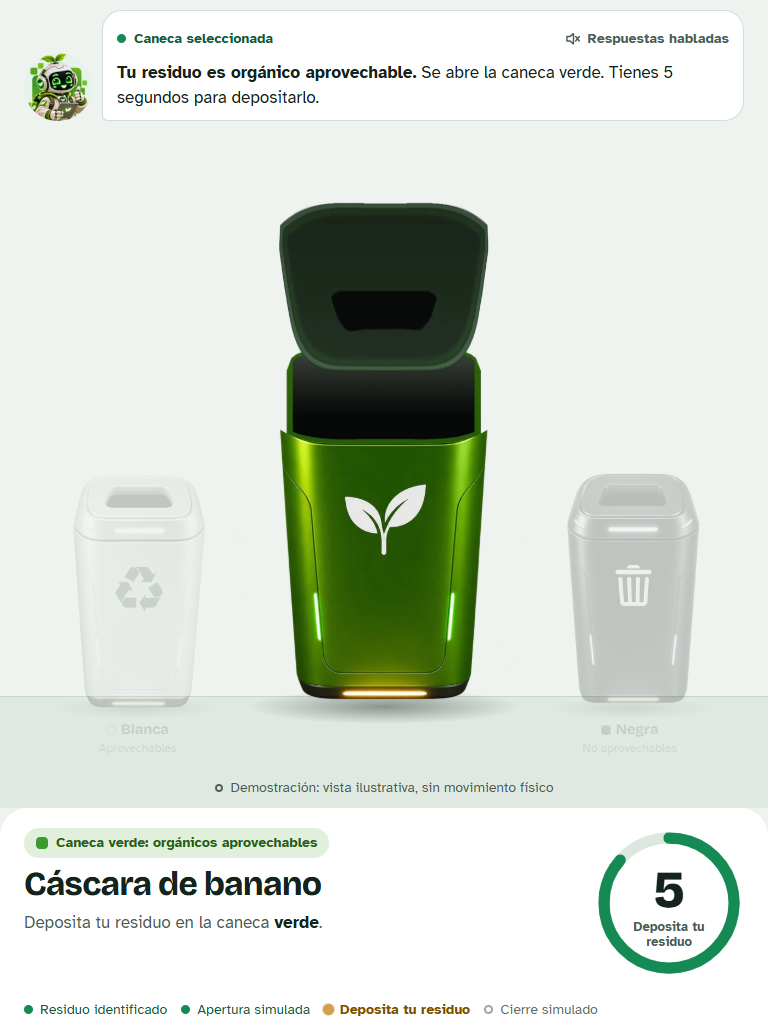 Caneca seleccionada
Respuestas habladas
Tu residuo es orgánico aprovechable. Se abre la caneca verde. Tienes 5
segundos para depositarlo.
Blanca
Aprovechables
Negra
No aprovechables
Demostración: vista ilustrativa, sin movimiento físico
Caneca verde: orgánicos aprovechables
Cáscara de banano
Deposita tu residuo en la caneca verde.
5
Deposita tu
residuo
Residuo identificado
Apertura simulada
Deposita tu residuo
Cierre simulado